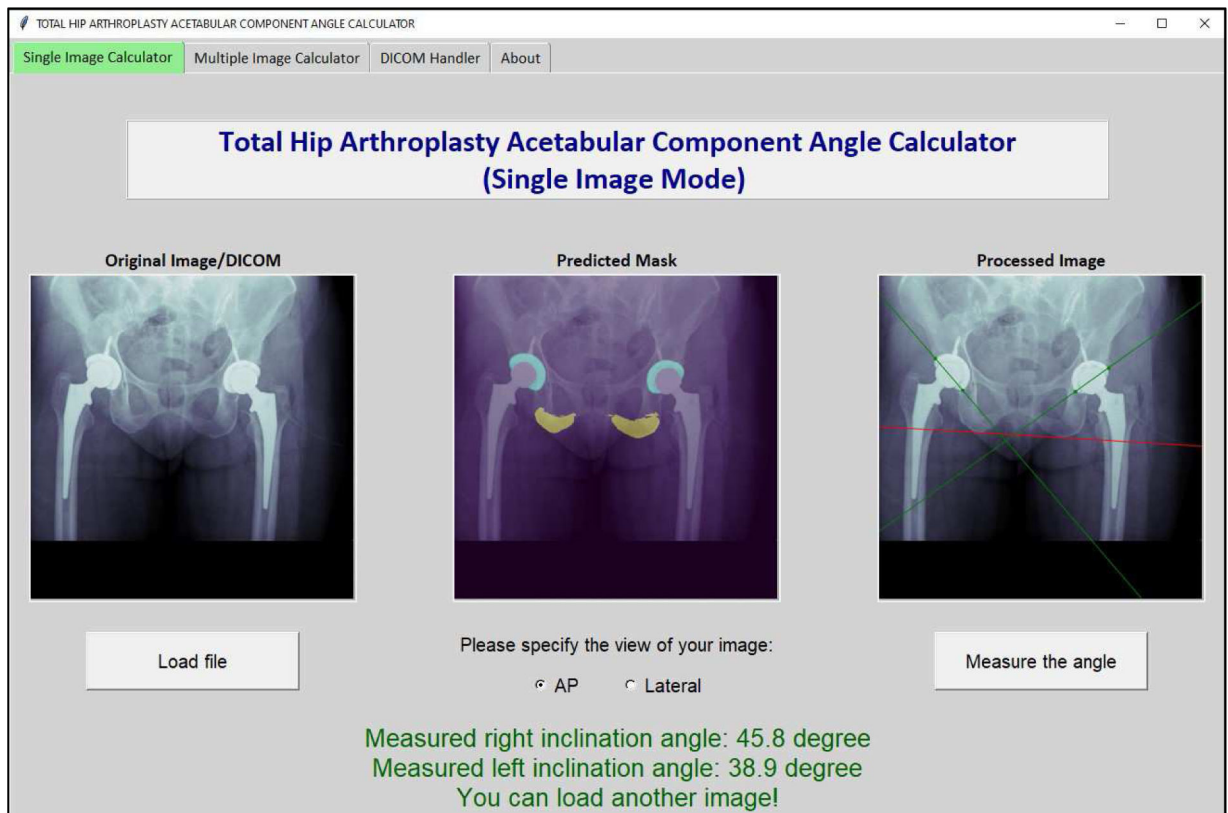 TOTAL HIP ARTHROPLASTY ACETABULAR COMPONENT ANGLE CALCULATOR
Single Image Calculator Multiple Image Calculator DICOM Handler About
Total Hip Arthroplasty Acetabular Component Angle Calculator
(Single Image Mode)
Original Image/DICOM Predicted Mask Processed Image
Please specify the view of your image:
Load file AP Lateral Measure the angle
Measured right inclination angle: 45.8 degree
Measured left inclination angle: 38.9 degree
You can load another image!